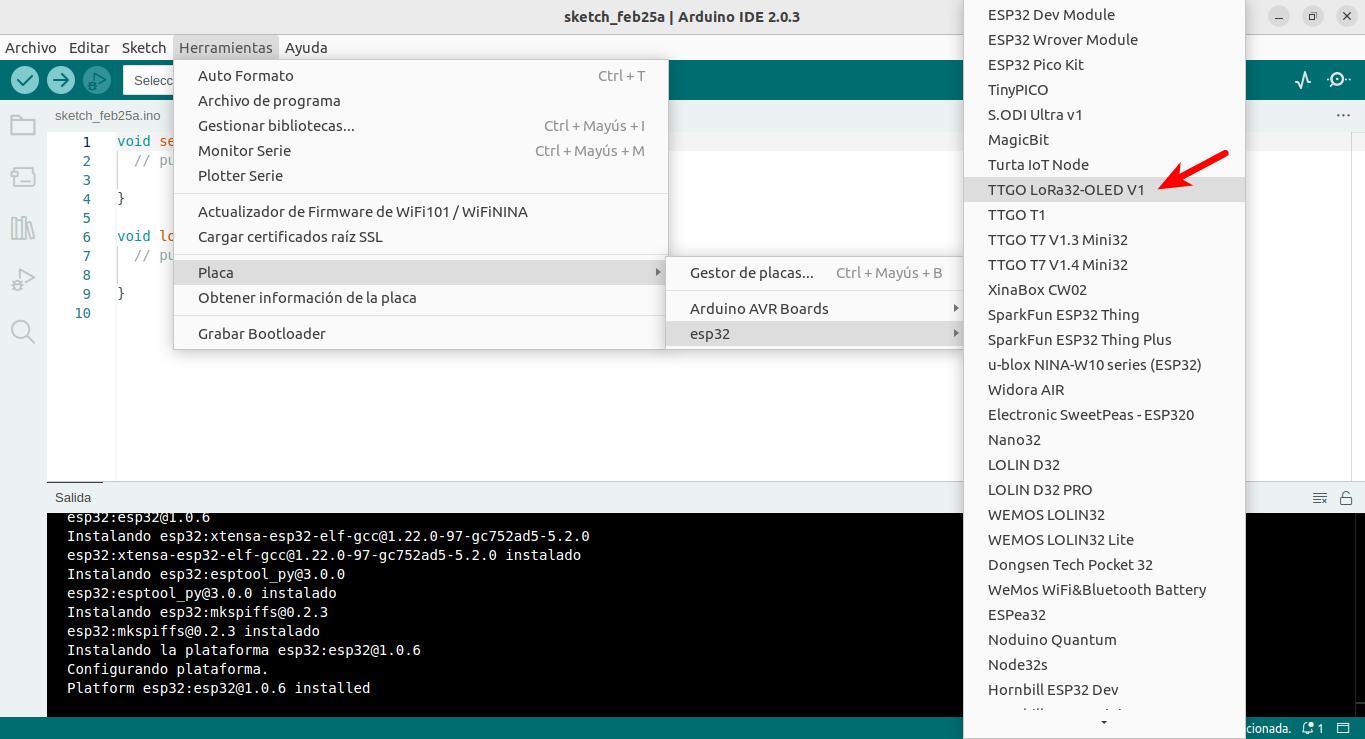 sketch_feb25a | Arduino IDE 2.0.3
Archivo Editar Sketch Herramientas Ayuda
Selecc
sketch_feb25a.ino
1 void se
2 // pu
3
4 }
5
6 void lo
7 // pu
8
9 }
10
Auto Formato Ctrl + T
Archivo de programa
Gestionar bibliotecas... Ctrl + Mayús + I
Monitor Serie Ctrl + Mayús + M
Plotter Serie
Actualizador de Firmware de WiFi101 / WiFiNINA
Cargar certificados raíz SSL
Placa
Obtener información de la placa
Grabar Bootloader
Gestor de placas... Ctrl + Mayús + B
Arduino AVR Boards
esp32
ESP32 Dev Module
ESP32 Wrover Module
ESP32 Pico Kit
TinyPICO
S.ODI Ultra v1
MagicBit
Turta IoT Node
TTGO LoRa32-OLED V1
TTGO T1
TTGO T7 V1.3 Mini32
TTGO T7 V1.4 Mini32
XinaBox CW02
SparkFun ESP32 Thing
SparkFun ESP32 Thing Plus
u-blox NINA-W10 series (ESP32)
Widora AIR
Electronic SweetPeas - ESP320
Nano32
LOLIN D32
LOLIN D32 PRO
WEMOS LOLIN32
WEMOS LOLIN32 Lite
Dongsen Tech Pocket 32
WeMos WiFi&Bluetooth Battery
ESPea32
Noduino Quantum
Node32s
Hornbill ESP32 Dev
Salida
esp32:esp32@1.0.6
Instalando esp32:xtensa-esp32-elf-gcc@1.22.0-97-gc752ad5-5.2.0
esp32:xtensa-esp32-elf-gcc@1.22.0-97-gc752ad5-5.2.0 instalado
Instalando esp32:esptool_py@3.0.0
esp32:esptool_py@3.0.0 instalado
Instalando esp32:mkspiffs@0.2.3
esp32:mkspiffs@0.2.3 instalado
Instalando la plataforma esp32:esp32@1.0.6
Configurando plataforma.
Platform esp32:esp32@1.0.6 installed
cionada. 1